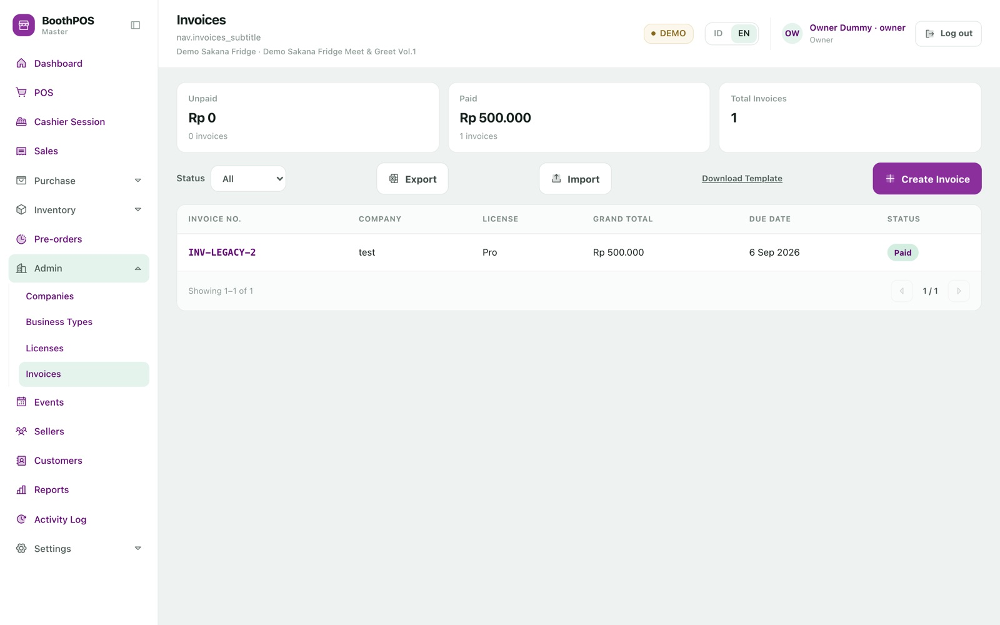 BoothPOS
Master
Dashboard
POS
Cashier Session
Sales
Purchase
Inventory
Pre-orders
Admin
Companies
Business Types
Licenses
Invoices
Events
Sellers
Customers
Reports
Activity Log
Settings
Invoices
nav.invoices_subtitle
Demo Sakana Fridge · Demo Sakana Fridge Meet & Greet Vol.1
DEMO
ID EN
OW
Owner Dummy · owner
Owner
Log out
Unpaid
Rp 0
0 invoices
Paid
Rp 500.000
1 invoices
Total Invoices
1
Status All Export Import Download Template Create Invoice
INVOICE NO. COMPANY LICENSE GRAND TOTAL DUE DATE STATUS
INV-LEGACY-2 test Pro Rp 500.000 6 Sep 2026 Paid
Showing 1–1 of 1 1 / 1